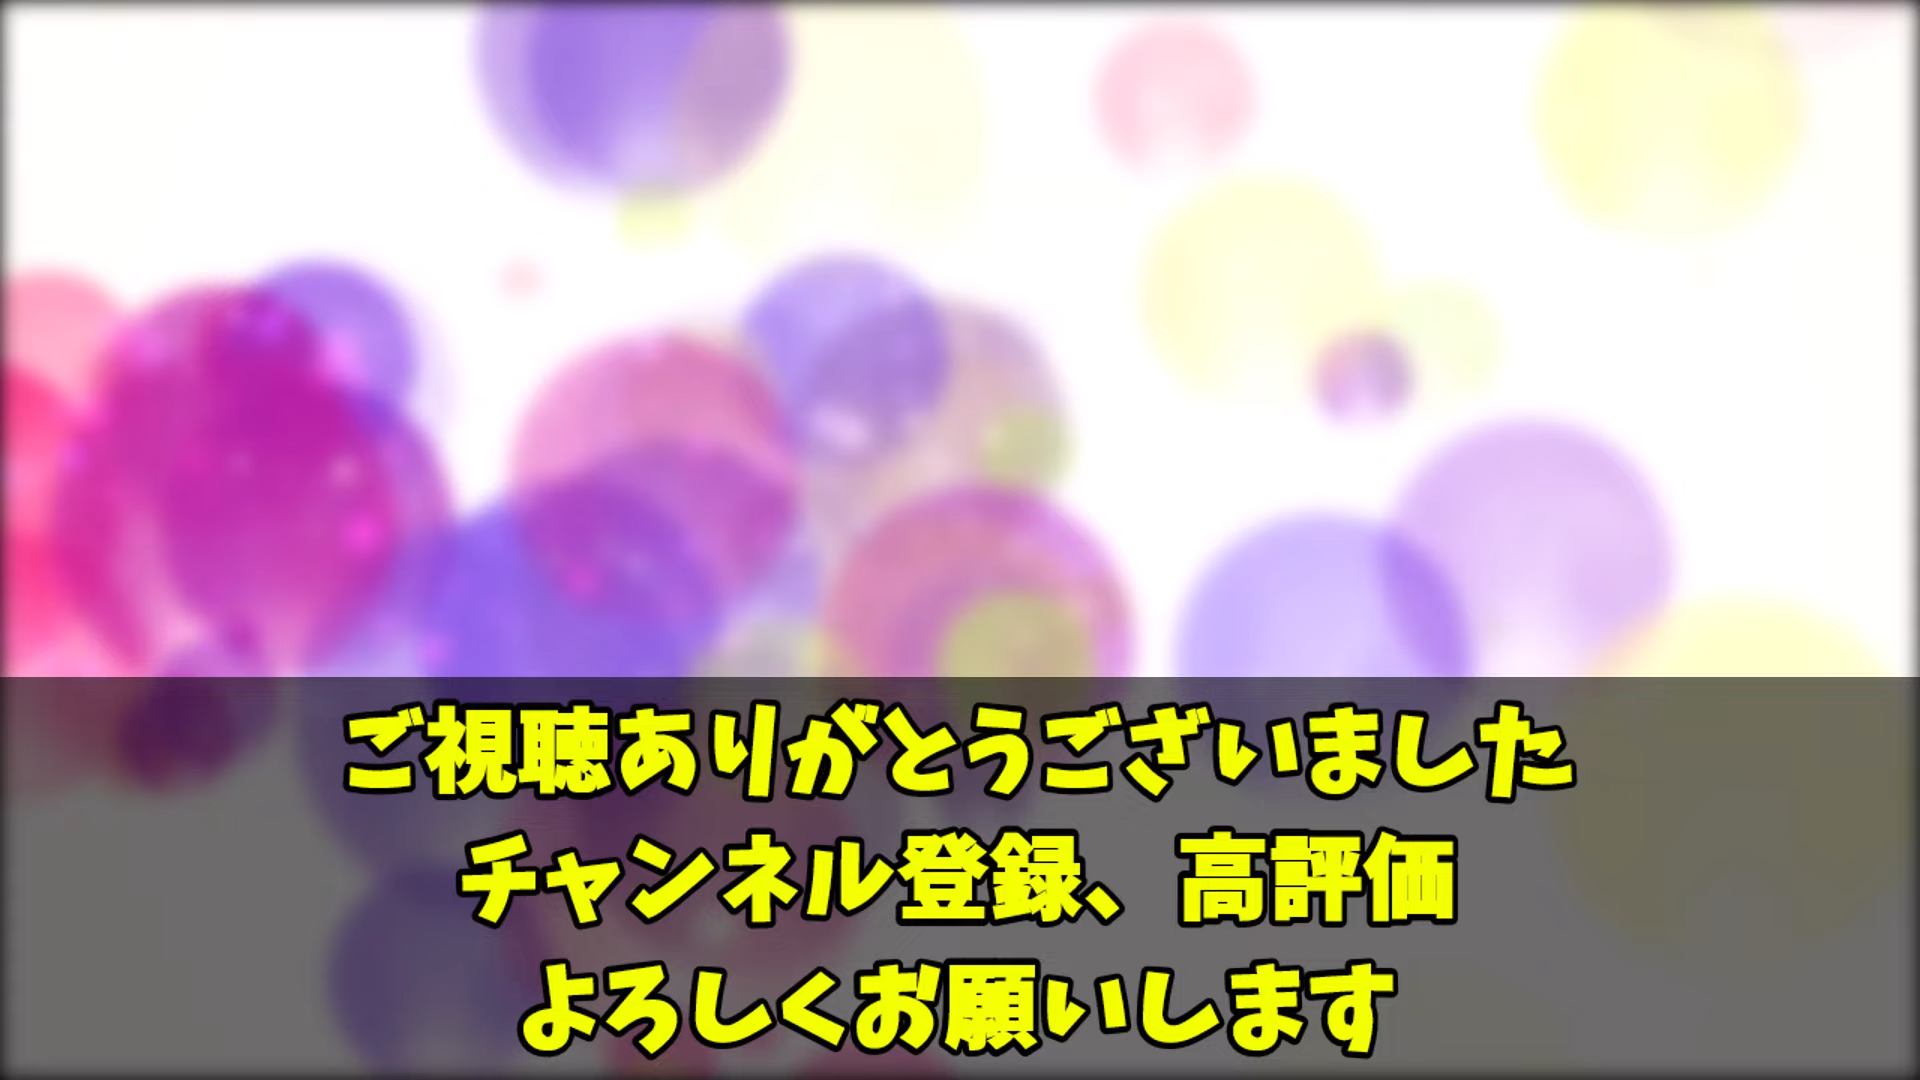 ご視聴ありがとうございました
チャンネル登録、高評価
よろしくお願いします